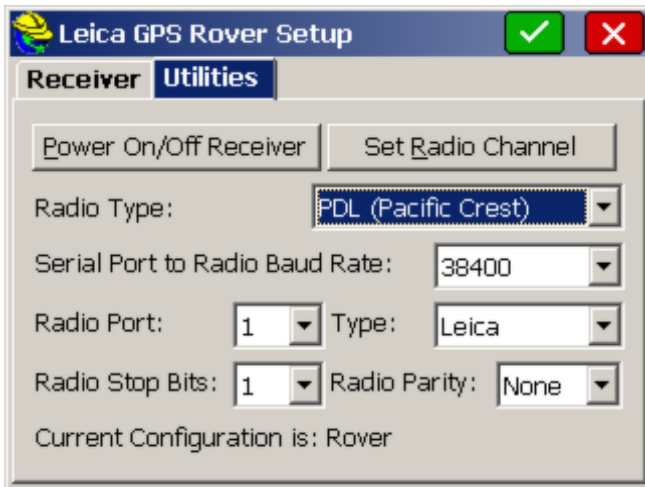 Leica GPS Rover Setup
Receiver Utilities
Power On/Off Receiver Set Radio Channel
Radio Type: PDL (Pacific Crest)
Serial Port to Radio Baud Rate: 38400
Radio Port: 1 Type: Leica
Radio Stop Bits: 1 Radio Parity: None
Current Configuration is: Rover